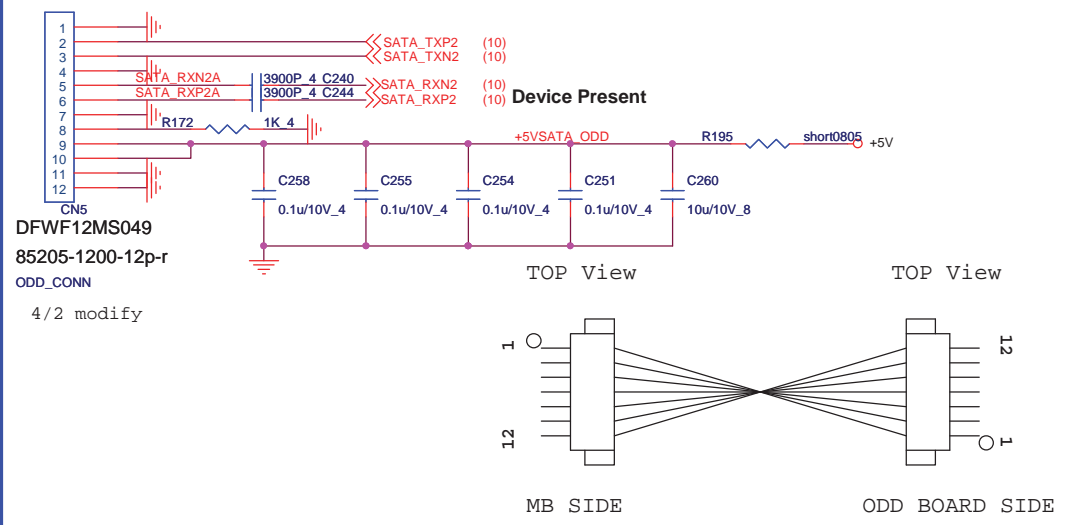 1
2 SATA_TXP2 (10)
3 SATA_TXN2 (10)
4
5 SATA_RXN2A 3900P_4 C240 SATA_RXN2 (10)
6 SATA_RXP2A 3900P_4 C244 SATA_RXP2 (10) Device Present
7
8 R172 1K_4
9 +5VSATA_ODD R195 short0805 +5V
10
11
12
C258 C255 C254 C251 C260
0.1u/10V_4 0.1u/10V_4 0.1u/10V_4 0.1u/10V_4 10u/10V_8
CN5
DFWF12MS049
85205-1200-12p-r
ODD_CONN
4/2 modify
TOP View TOP View
1 12
12 1
MB SIDE ODD BOARD SIDE